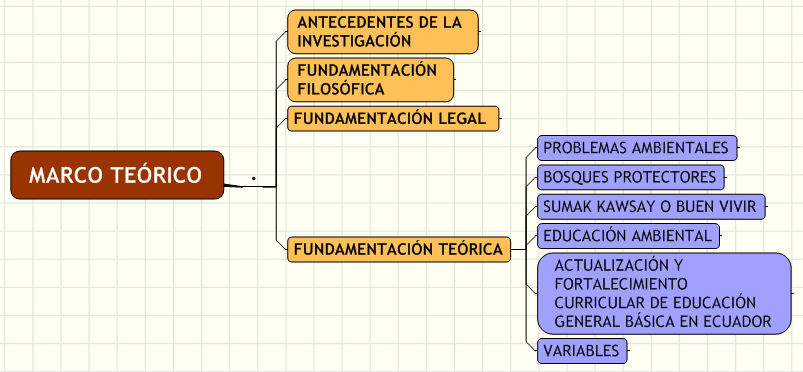 ANTECEDENTES DE LA
INVESTIGACIÓN
FUNDAMENTACIÓN
FILOSÓFICA
FUNDAMENTACIÓN LEGAL
MARCO TEÓRICO
FUNDAMENTACIÓN TEÓRICA
PROBLEMAS AMBIENTALES
BOSQUES PROTECTORES
SUMAK KAWSAY O BUEN VIVIR
EDUCACIÓN AMBIENTAL
ACTUALIZACIÓN Y
FORTALECIMIENTO
CURRICULAR DE EDUCACIÓN
GENERAL BÁSICA EN ECUADOR
VARIABLES